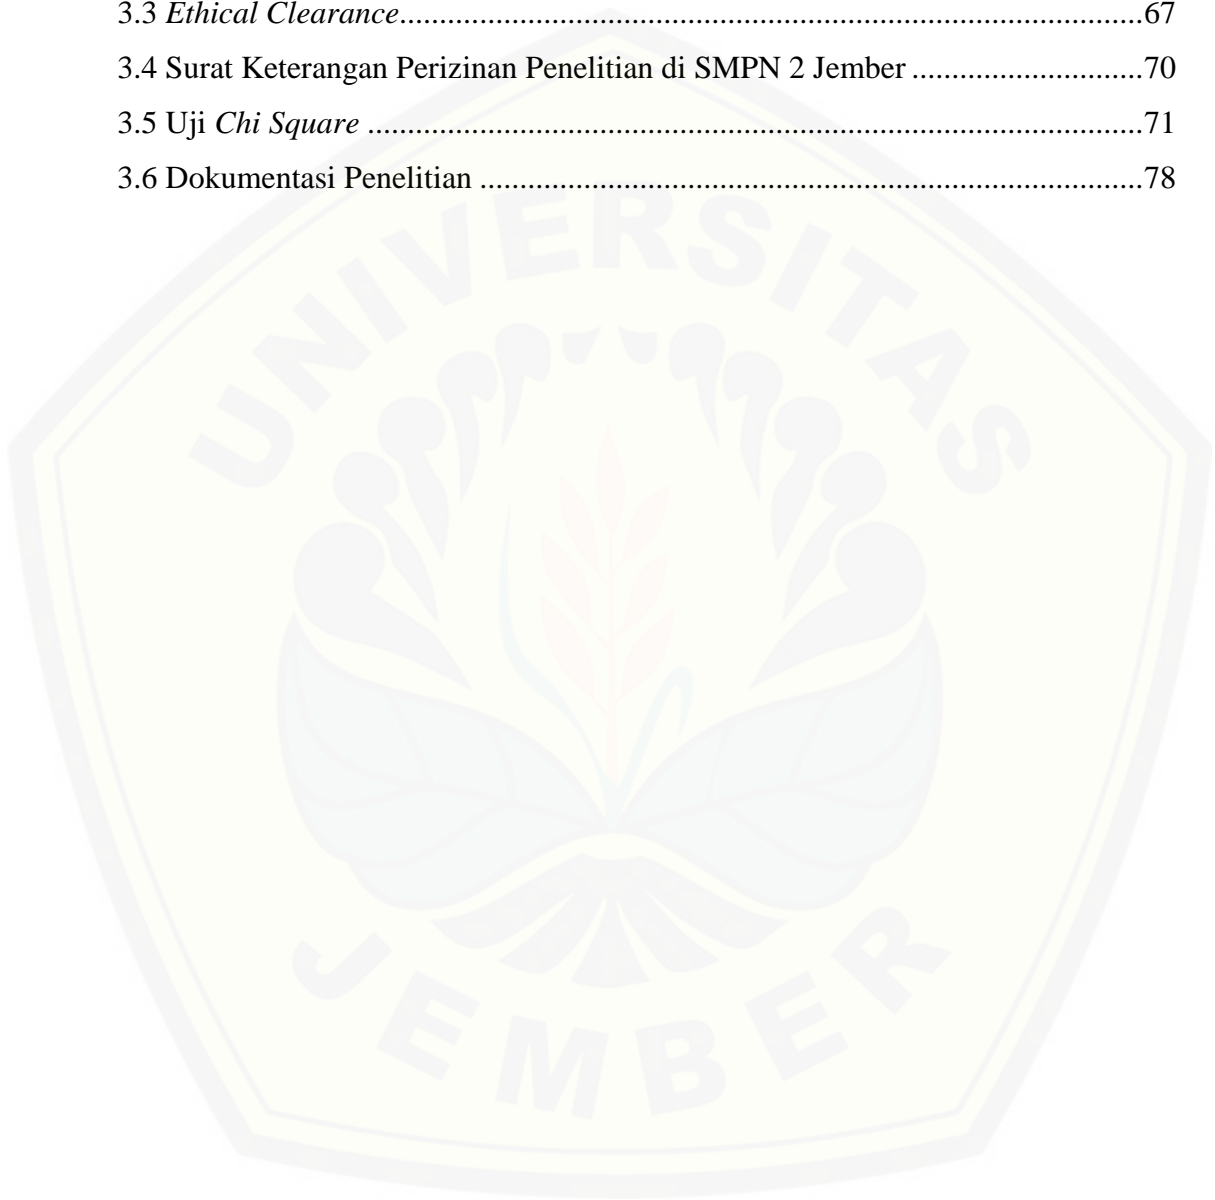 3.3 Ethical Clearance............................................................................................67
3.4 Surat Keterangan Perizinan Penelitian di SMPN 2 Jember .............................70
3.5 Uji Chi Square ................................................................................................71
3.6 Dokumentasi Penelitian ..................................................................................78
UNIVERSITAS
JEMBER